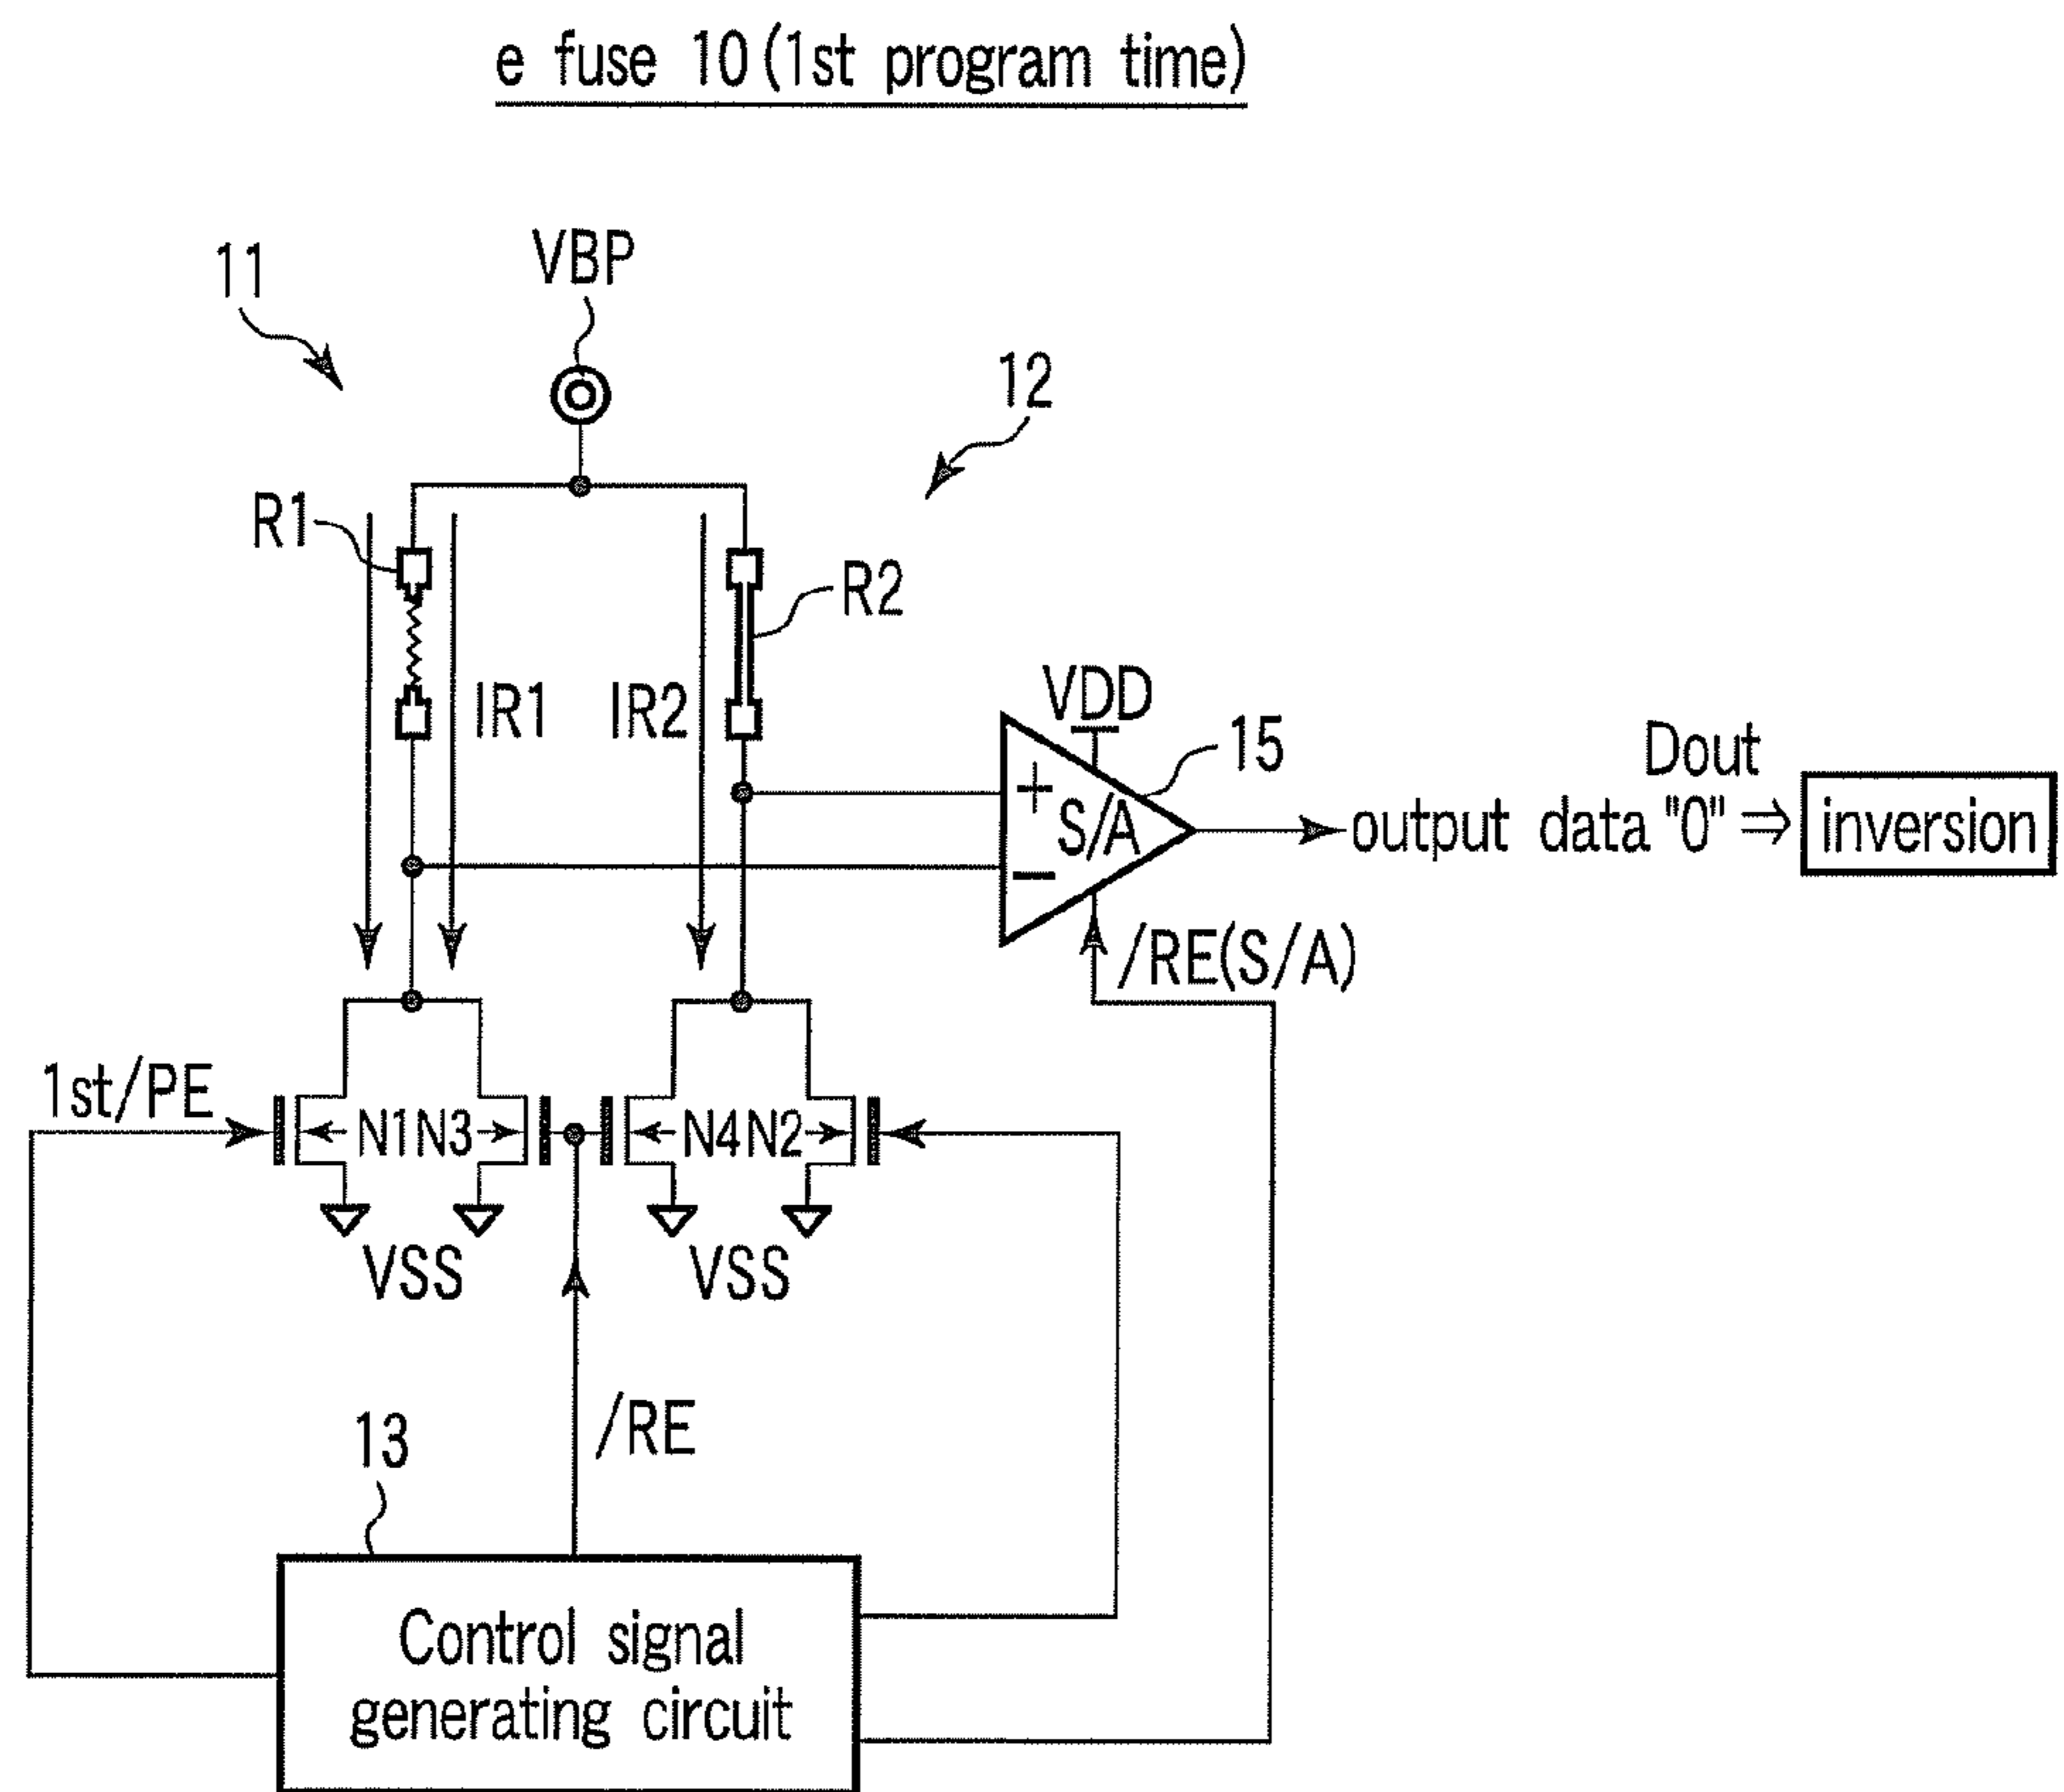 e fuse 10 (1st program time)
11
VBP
12
R1
R2
IR1
IR2
VDD
15
+
S/A
−
Dout
output data "0" ⇒ inversion
/RE(S/A)
1st/PE
N1 N3
N4 N2
VSS
VSS
/RE
13
Control signal
generating circuit